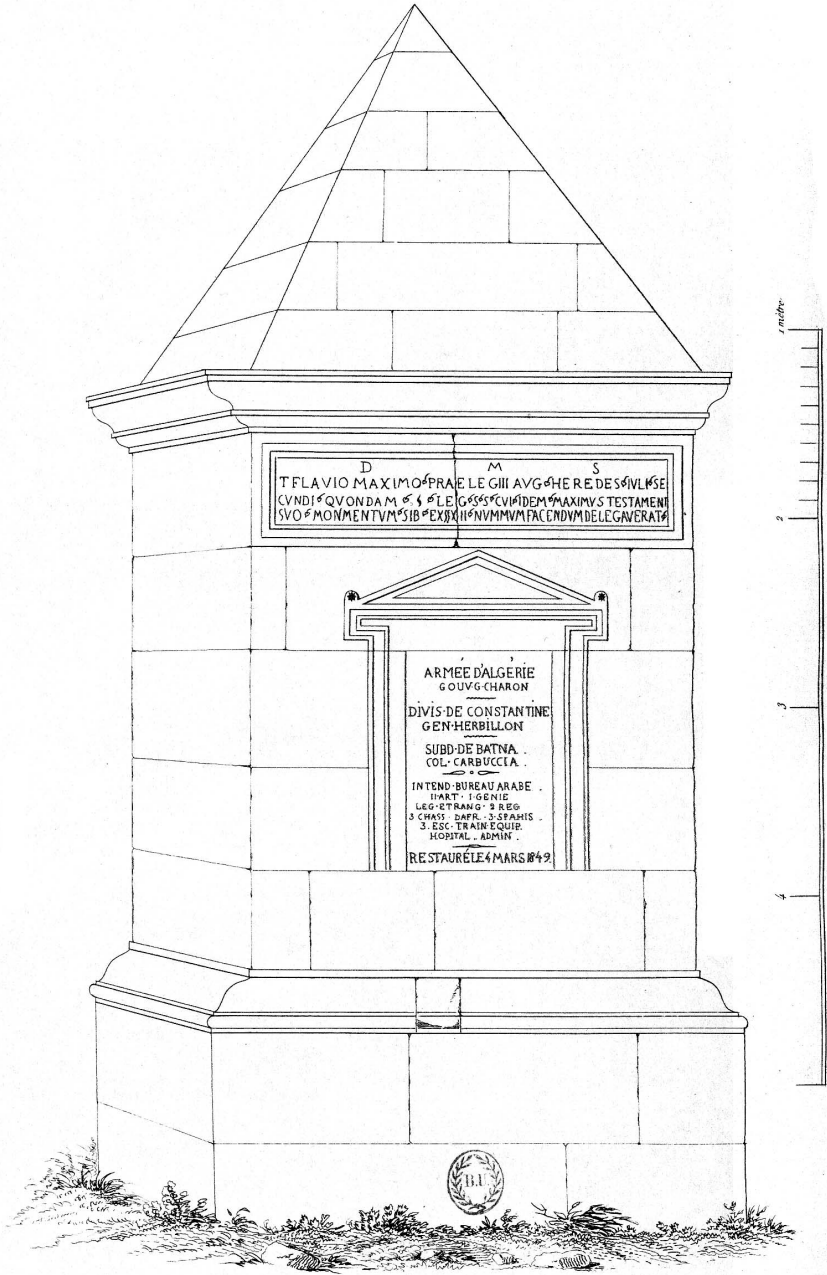 D M S
T FLAVIO MAXIMO PRAE LEG III AVG HEREDES IVLI SE
CVNDI QVONDAM LEG CVI IDEM MAXIMVS TESTAMENT
SVO MONMENTVM SIB EX XII NVMMVM FACENDVM DELEGAVERAT
ARMÉE D'ALGÉRIE
GOUV·G·CHARON
DIVIS·DE CONSTANTINE
GEN·HERBILLON
SUBD·DE BATNA.
COL·CARBUCCIA.
INTEND·BUREAU ARABE.
II·ART·I·GENIE
LEG·ETRANG·2 REG
3 CHASS·DAFR.·3·SPAHIS.
3.ESC·TRAIN·EQUIP.
HOPITAL..ADMIN.
RESTAURÉ LE 4 MARS 1849.
1 mètre
2
3
4
B.U.